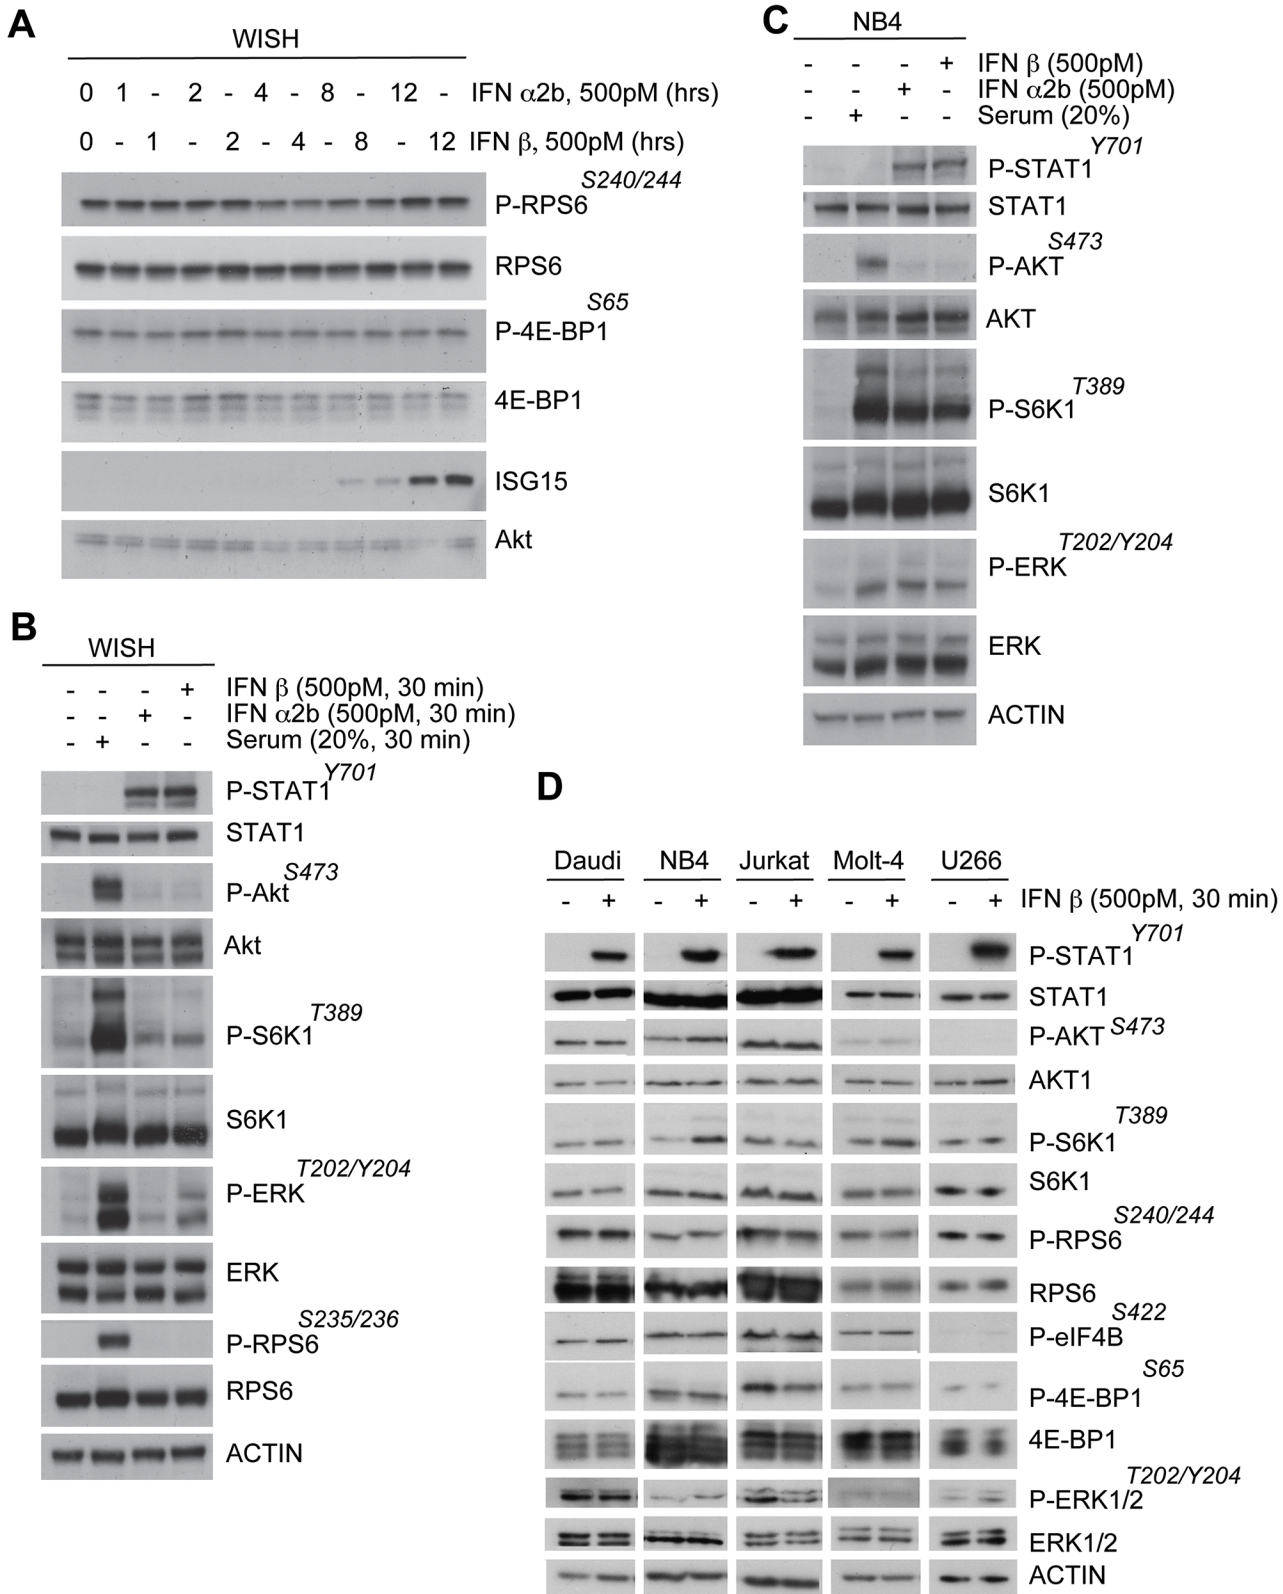 A
WISH
0 1 - 2 - 4 - 8 - 12 - IFN α2b, 500pM (hrs)
0 - 1 - 2 - 4 - 8 - 12 IFN β, 500pM (hrs)
P-RPS6 S240/244
RPS6
P-4E-BP1 S65
4E-BP1
ISG15
Akt
B
WISH
- - - + IFN β (500pM, 30 min)
- - + - IFN α2b (500pM, 30 min)
- + - - Serum (20%, 30 min)
P-STAT1 Y701
STAT1
P-Akt S473
Akt
P-S6K1 T389
S6K1
P-ERK T202/Y204
ERK
P-RPS6 S235/236
RPS6
ACTIN
C
NB4
- - - + IFN β (500pM)
- - + - IFN α2b (500pM)
- + - - Serum (20%)
P-STAT1 Y701
STAT1
P-AKT S473
AKT
P-S6K1 T389
S6K1
P-ERK T202/Y204
ERK
ACTIN
D
Daudi NB4 Jurkat Molt-4 U266
- + - + - + - + - + IFN β (500pM, 30 min)
P-STAT1 Y701
STAT1
P-AKT S473
AKT1
P-S6K1 T389
S6K1
P-RPS6 S240/244
RPS6
P-eIF4B S422
P-4E-BP1 S65
4E-BP1
P-ERK1/2 T202/Y204
ERK1/2
ACTIN